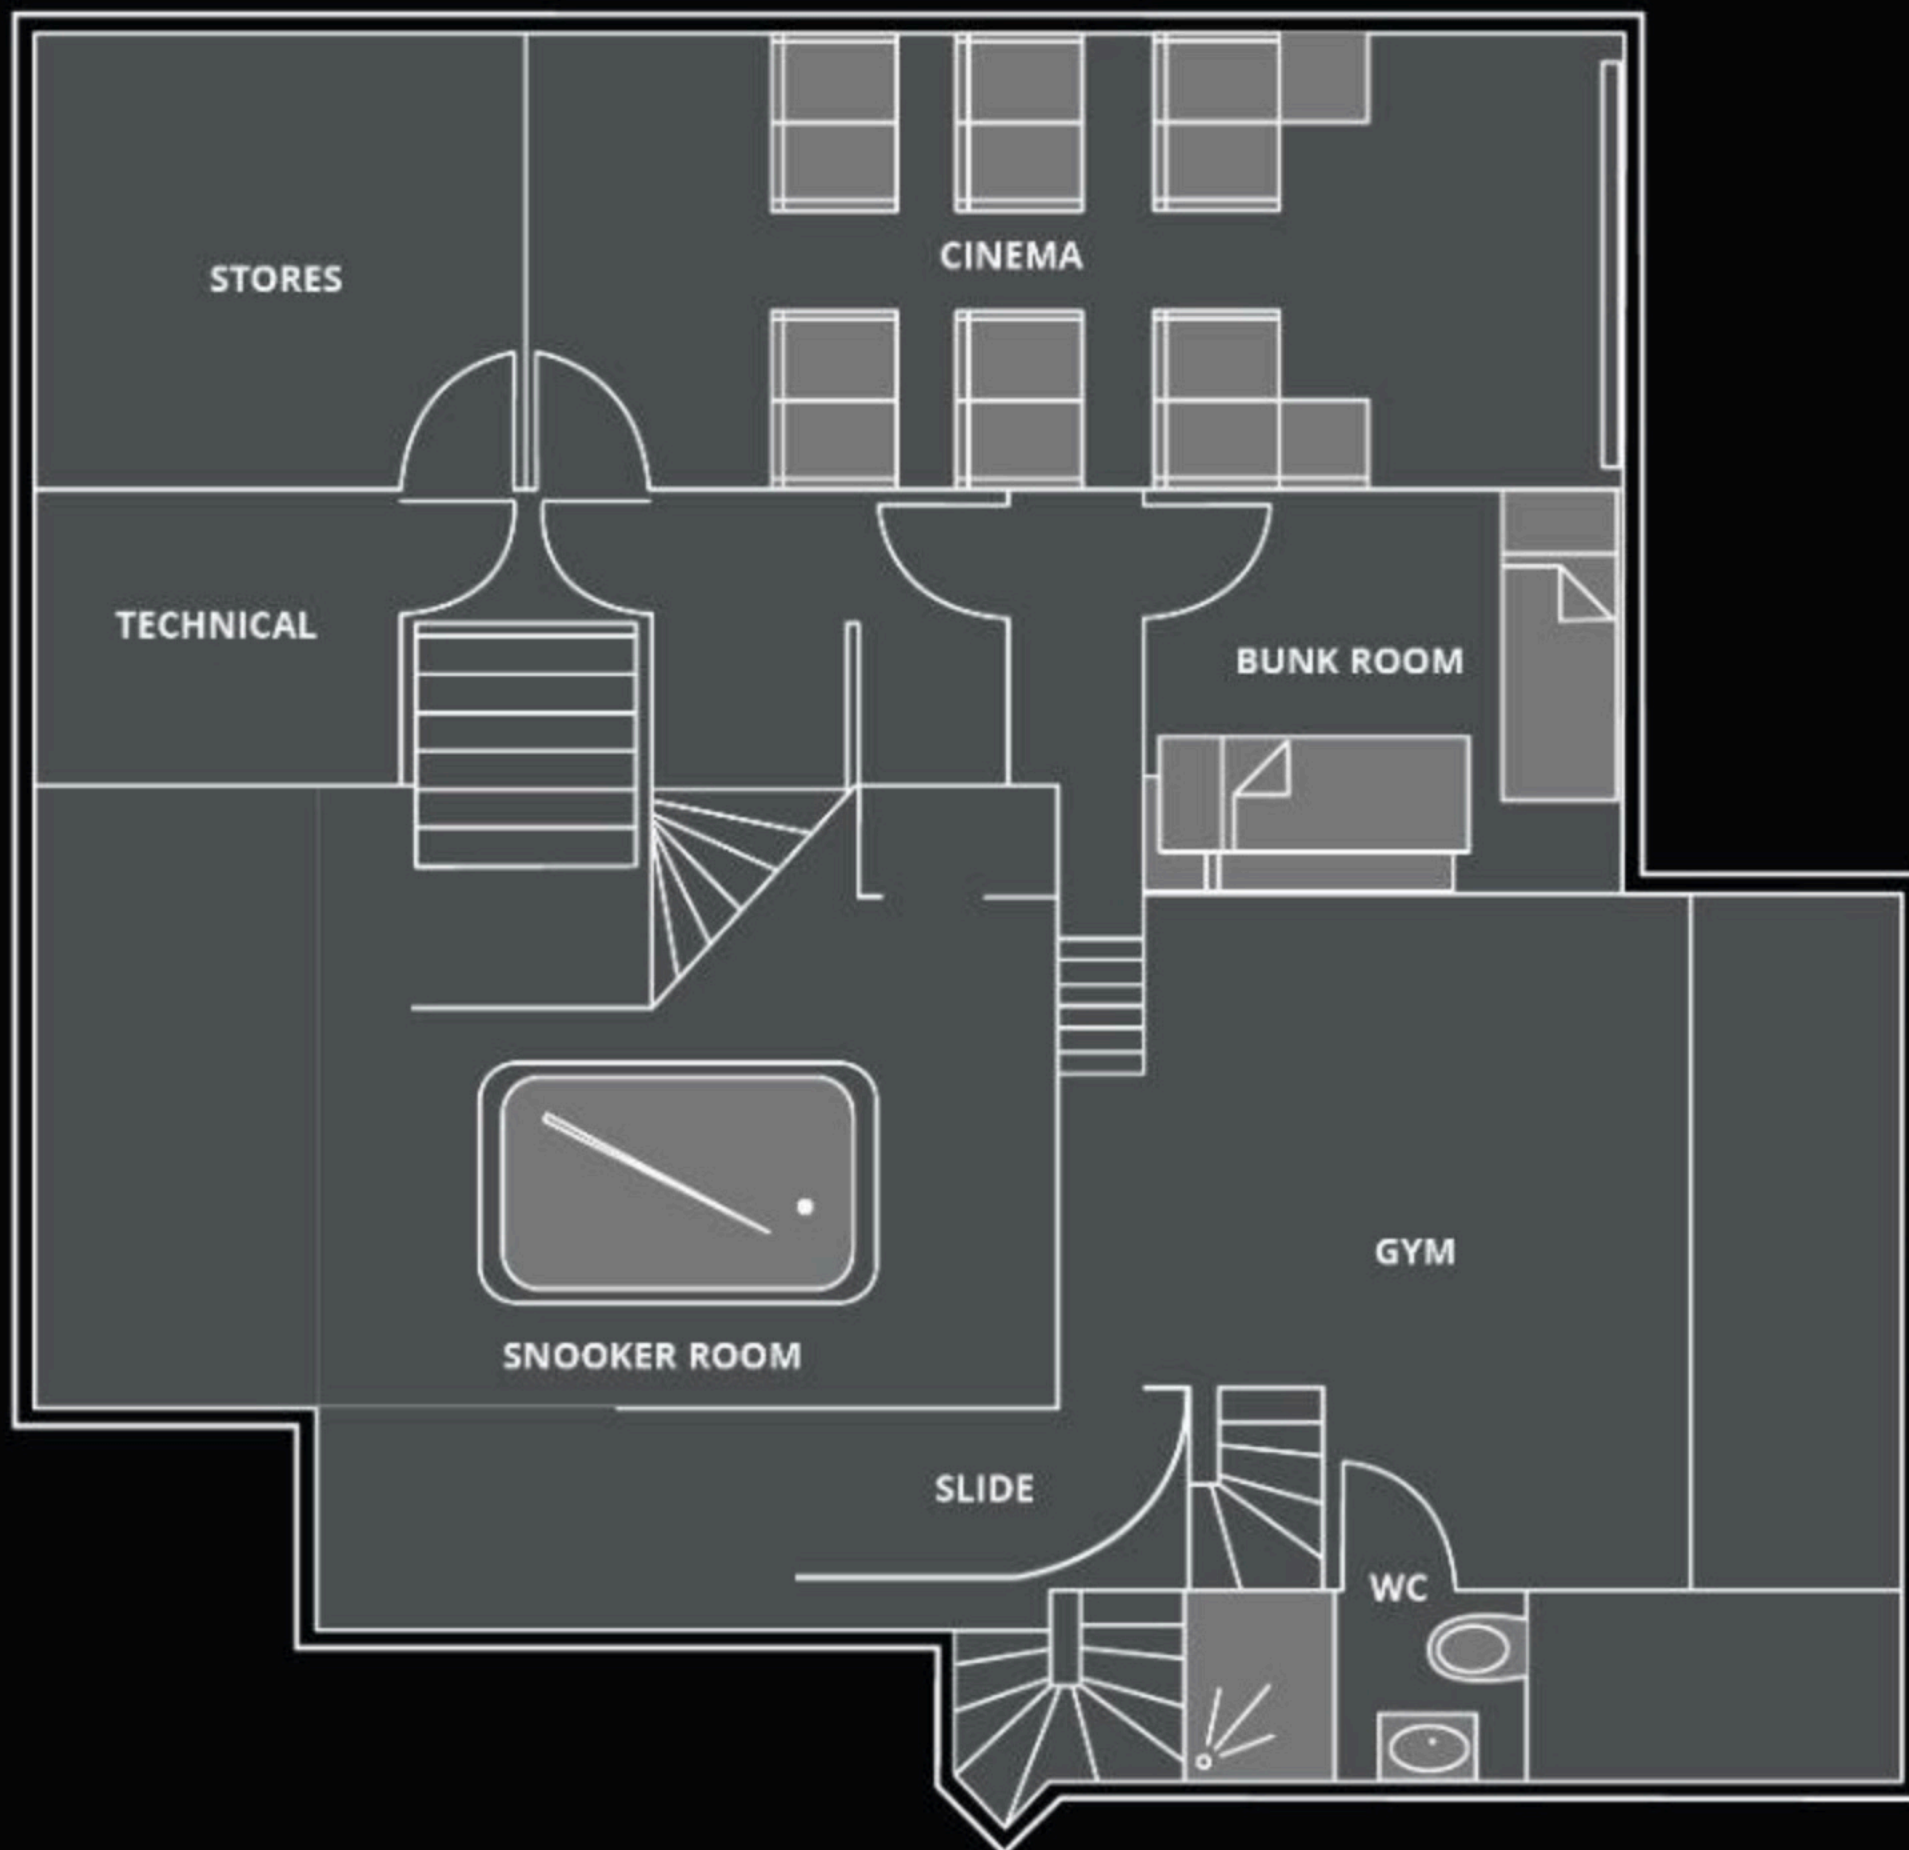 CINEMA
STORES
TECHNICAL
BUNK ROOM
GYM
SNOOKER ROOM
SLIDE
WC